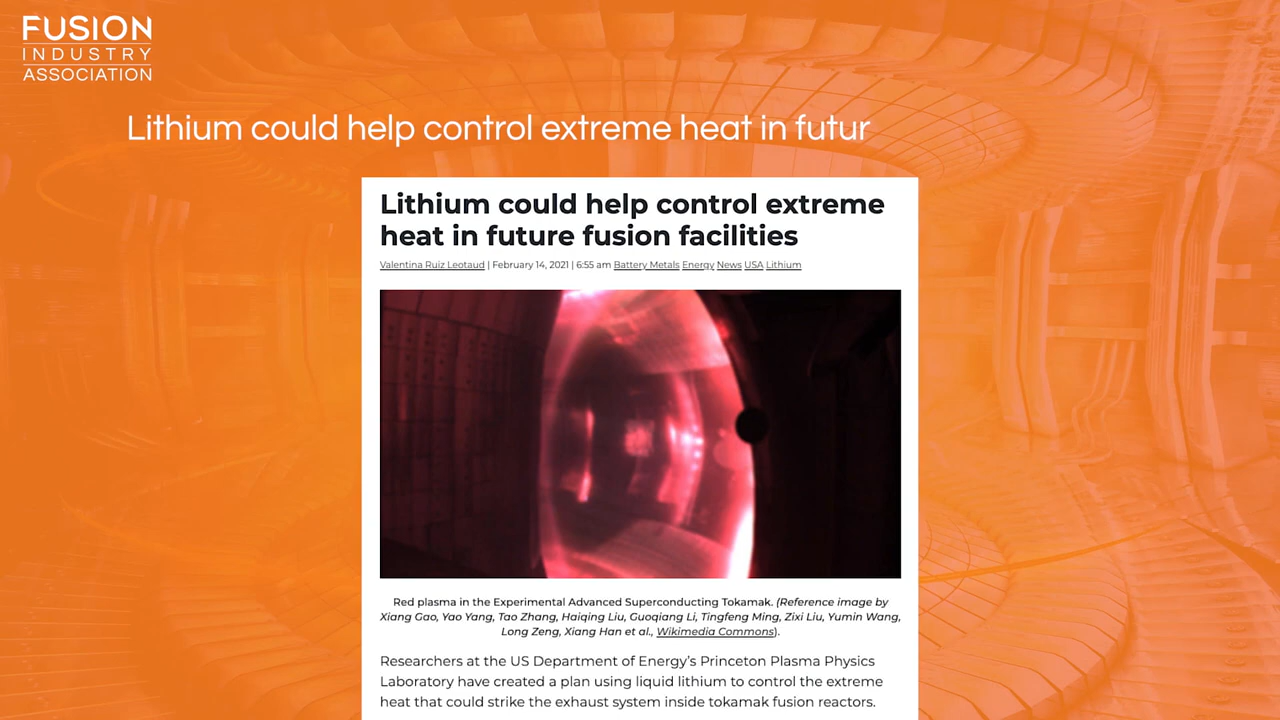 FUSION
INDUSTRY
ASSOCIATION
Lithium could help control extreme heat in futur
Lithium could help control extreme
heat in future fusion facilities
Valentina Ruiz Leotaud | February 14, 2021 | 6:55 am Battery Metals Energy News USA Lithium
Red plasma in the Experimental Advanced Superconducting Tokamak. (Reference image by
Xiang Gao, Yao Yang, Tao Zhang, Haiqing Liu, Guoqiang Li, Tingfeng Ming, Zixi Liu, Yumin Wang,
Long Zeng, Xiang Han et al., Wikimedia Commons).
Researchers at the US Department of Energy’s Princeton Plasma Physics
Laboratory have created a plan using liquid lithium to control the extreme
heat that could strike the exhaust system inside tokamak fusion reactors.